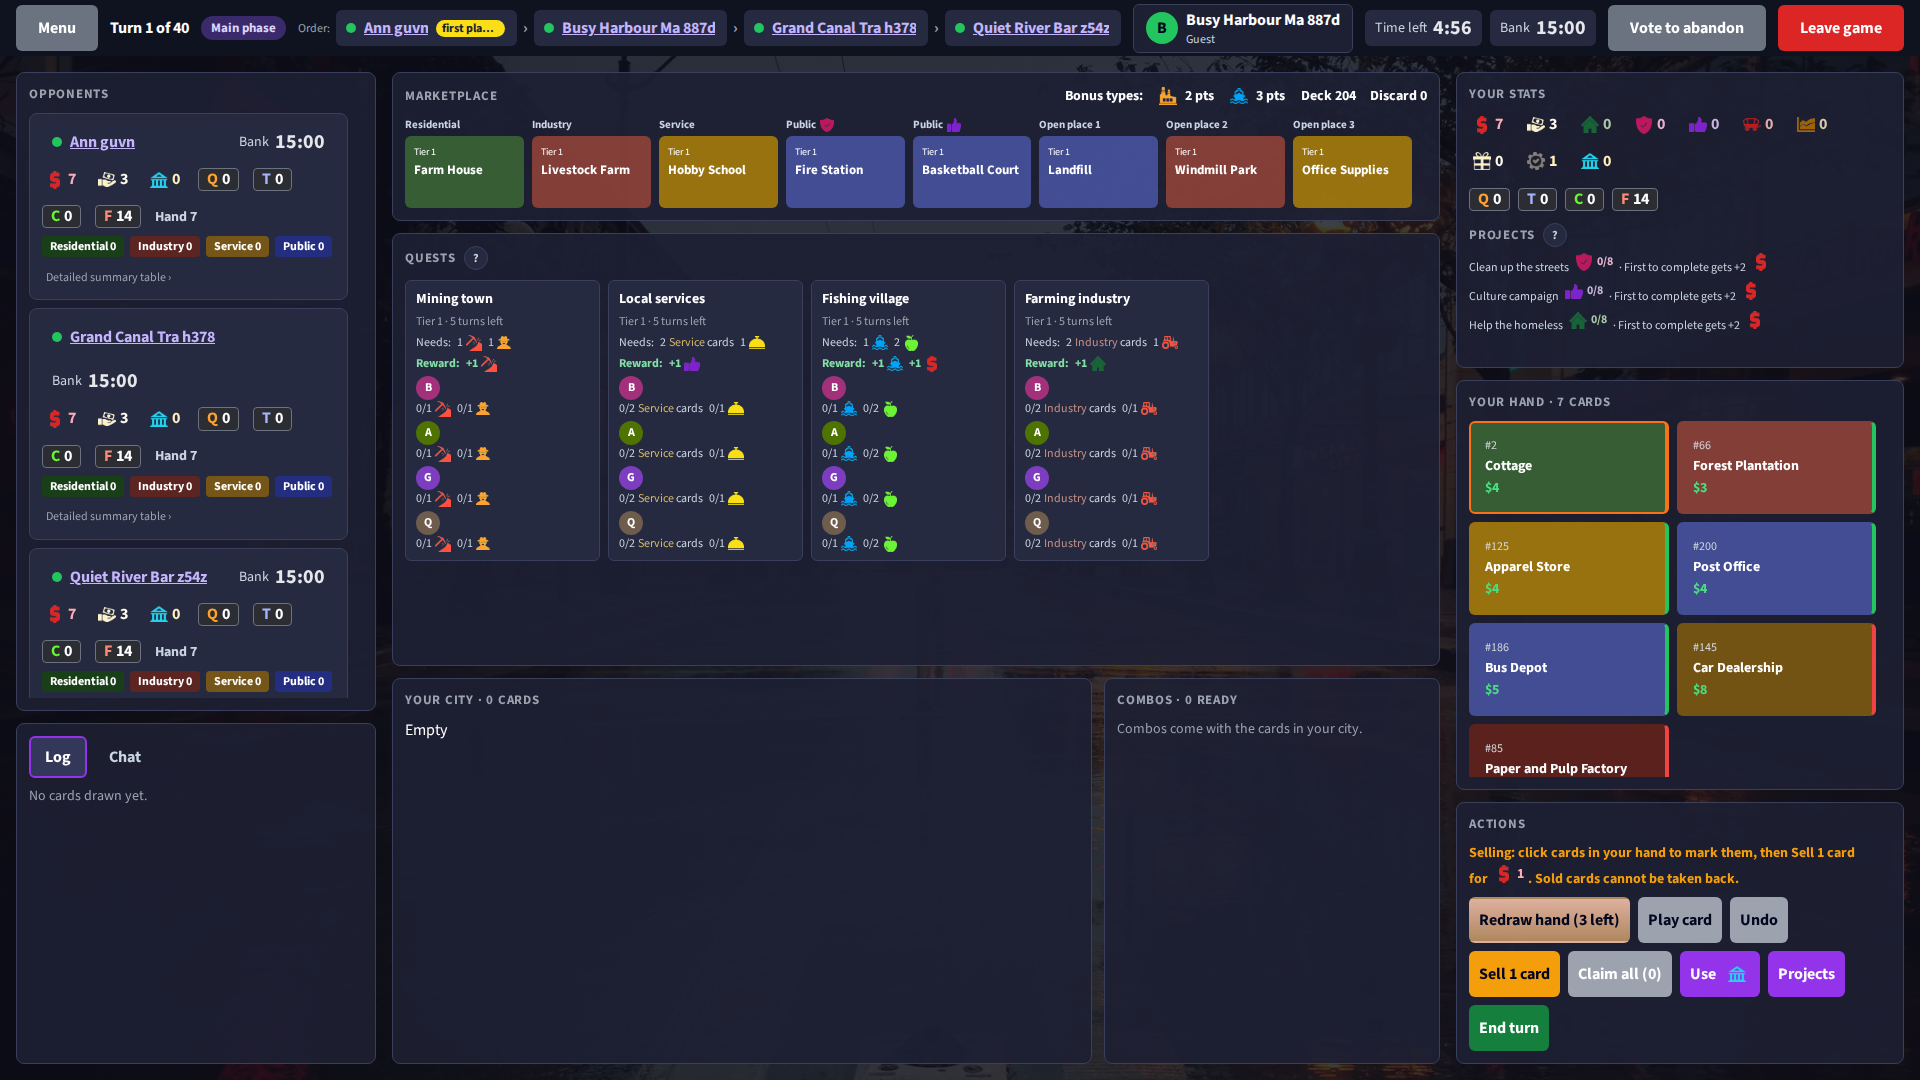 Menu
Turn 1 of 40
Main phase
Order:
Ann guvn
first pla...
Busy Harbour Ma 887d
Grand Canal Tra h378
Quiet River Bar z54z
B
Busy Harbour Ma 887d
Guest
Time left 4:56
Bank 15:00
Vote to abandon
Leave game
OPPONENTS
Ann guvn
Bank 15:00
7 3 0 Q 0 T 0
C 0 F 14 Hand 7
Residential 0 Industry 0 Service 0 Public 0
Detailed summary table ›
Grand Canal Tra h378
Bank 15:00
7 3 0 Q 0 T 0
C 0 F 14 Hand 7
Residential 0 Industry 0 Service 0 Public 0
Detailed summary table ›
Quiet River Bar z54z
Bank 15:00
7 3 0 Q 0 T 0
C 0 F 14 Hand 7
Residential 0 Industry 0 Service 0 Public 0
Log
Chat
No cards drawn yet.
MARKETPLACE
Bonus types: 2 pts 3 pts Deck 204 Discard 0
Residential
Tier 1
Farm House
Industry
Tier 1
Livestock Farm
Service
Tier 1
Hobby School
Public
Tier 1
Fire Station
Public
Tier 1
Basketball Court
Open place 1
Tier 1
Landfill
Open place 2
Tier 1
Windmill Park
Open place 3
Tier 1
Office Supplies
QUESTS ?
Mining town
Tier 1 · 5 turns left
Needs: 1 1
Reward: +1
B
0/1 0/1
A
0/1 0/1
G
0/1 0/1
Q
0/1 0/1
Local services
Tier 1 · 5 turns left
Needs: 2 Service cards 1
Reward: +1
B
0/2 Service cards 0/1
A
0/2 Service cards 0/1
G
0/2 Service cards 0/1
Q
0/2 Service cards 0/1
Fishing village
Tier 1 · 5 turns left
Needs: 1 2
Reward: +1 +1
B
0/1 0/2
A
0/1 0/2
G
0/1 0/2
Q
0/1 0/2
Farming industry
Tier 1 · 5 turns left
Needs: 2 Industry cards 1
Reward: +1
B
0/2 Industry cards 0/1
A
0/2 Industry cards 0/1
G
0/2 Industry cards 0/1
Q
0/2 Industry cards 0/1
YOUR CITY · 0 CARDS
Empty
COMBOS · 0 READY
Combos come with the cards in your city.
YOUR STATS
7 3 0 0 0 0 0
0 1 0
Q 0 T 0 C 0 F 14
PROJECTS ?
Clean up the streets 0/8 · First to complete gets +2
Culture campaign 0/8 · First to complete gets +2
Help the homeless 0/8 · First to complete gets +2
YOUR HAND · 7 CARDS
#2
Cottage
$4
#66
Forest Plantation
$3
#125
Apparel Store
$4
#200
Post Office
$4
#186
Bus Depot
$5
#145
Car Dealership
$8
#85
Paper and Pulp Factory
ACTIONS
Selling: click cards in your hand to mark them, then Sell 1 card
for 1 . Sold cards cannot be taken back.
Redraw hand (3 left)
Play card
Undo
Sell 1 card
Claim all (0)
Use
Projects
End turn